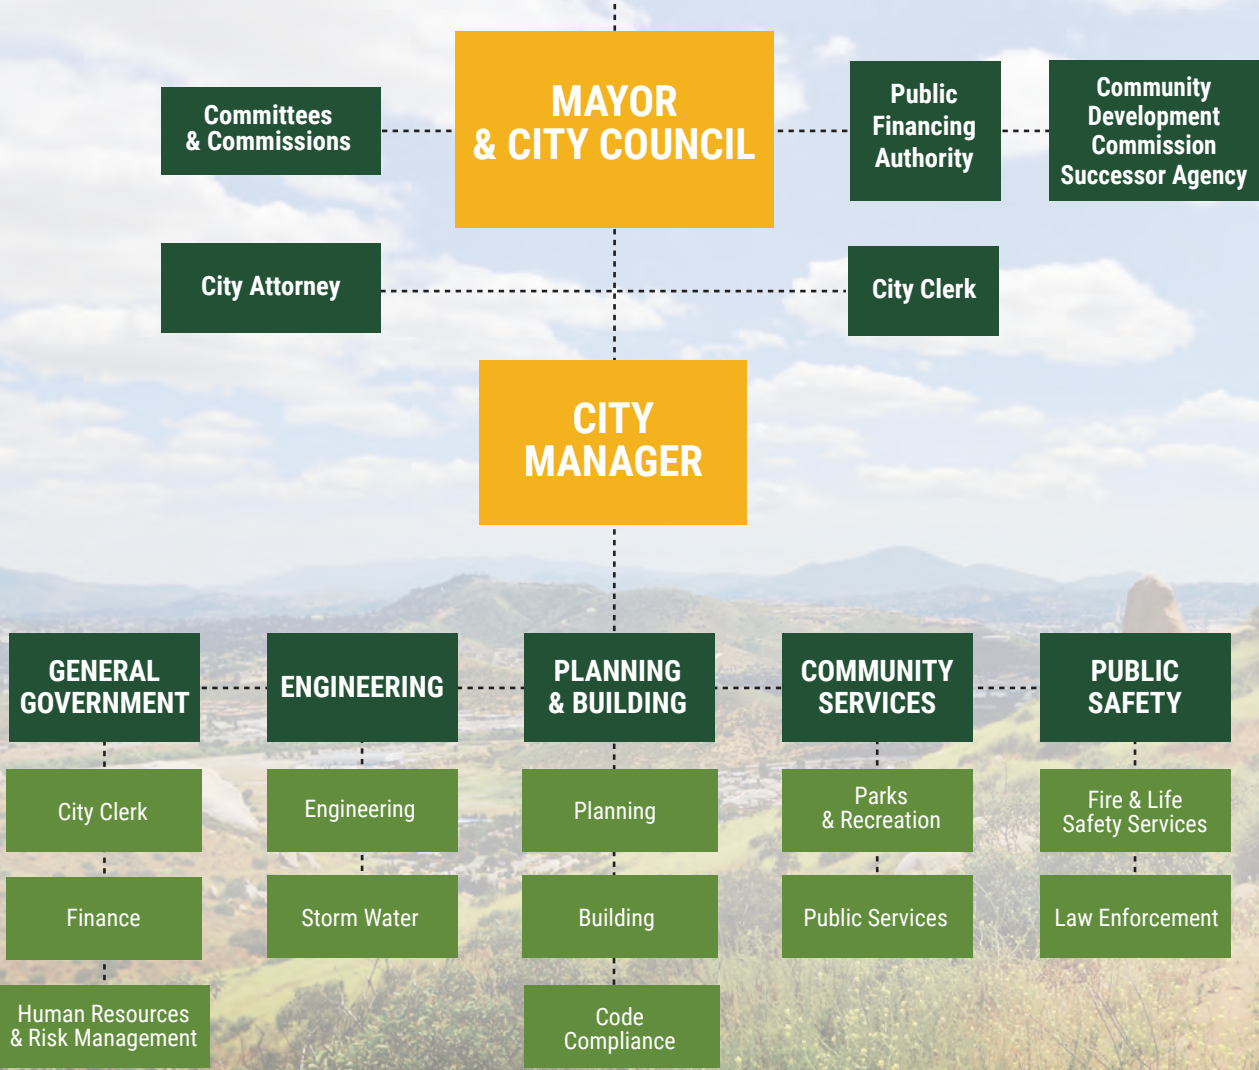 Committees
& Commissions
MAYOR
& CITY COUNCIL
Public
Financing
Authority
Community
Development
Commission
Successor Agency
City Attorney
City Clerk
CITY
MANAGER
GENERAL
GOVERNMENT
ENGINEERING
PLANNING
& BUILDING
COMMUNITY
SERVICES
PUBLIC
SAFETY
City Clerk
Engineering
Planning
Parks
& Recreation
Fire & Life
Safety Services
Finance
Storm Water
Building
Public Services
Law Enforcement
Human Resources
& Risk Management
Code
Compliance